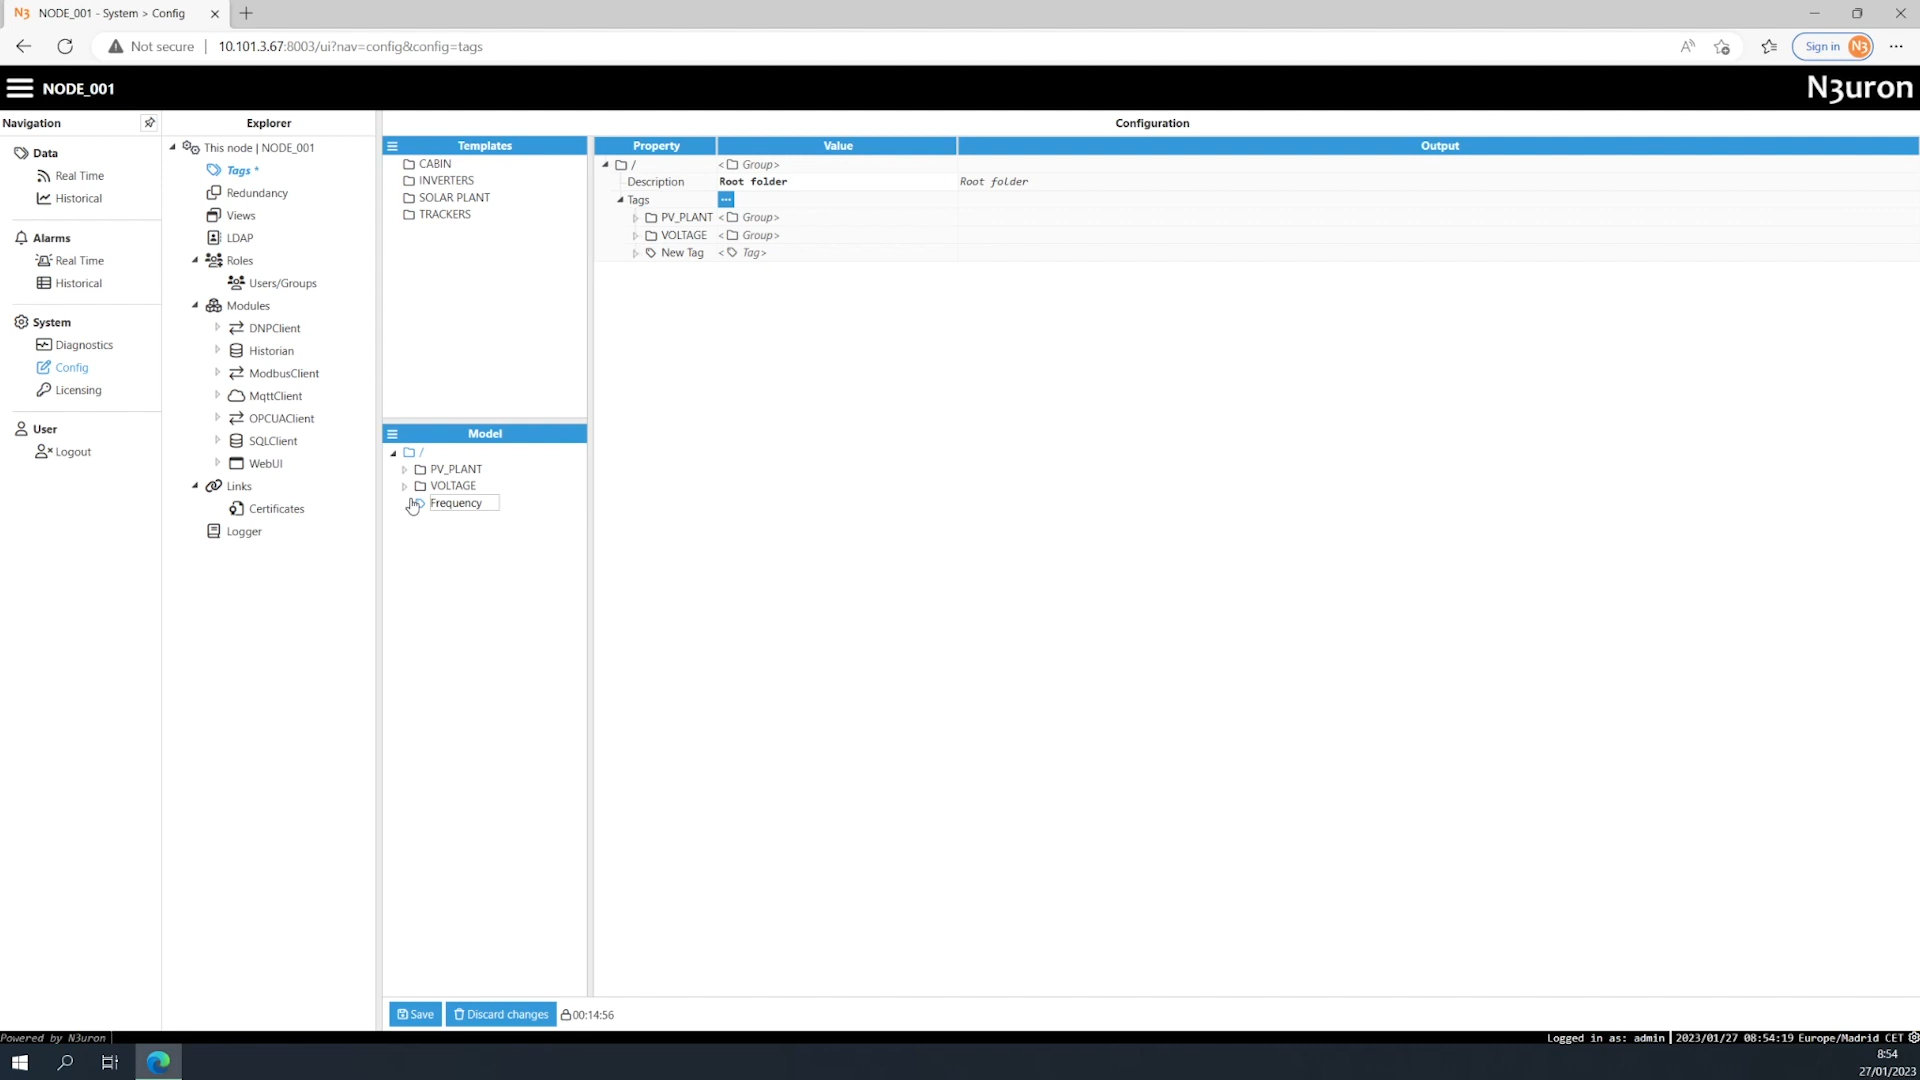 NODE_001 - System > Config
Not secure
10.101.3.67:8003/ui?nav=config&config=tags
Sign in
N3
NODE_001
N3uron
Navigation
Explorer
Configuration
Data
Real Time
Historical
Alarms
Real Time
Historical
System
Diagnostics
Config
Licensing
User
Logout
This node | NODE_001
Tags *
Redundancy
Views
LDAP
Roles
Users/Groups
Modules
DNPClient
Historian
ModbusClient
MqttClient
OPCUAClient
SQLClient
WebUI
Links
Certificates
Logger
Templates
CABIN
INVERTERS
SOLAR PLANT
TRACKERS
Model
/
PV_PLANT
VOLTAGE
Frequency
Property Value Output
/ < Group>
Description Root folder Root folder
Tags ...
PV_PLANT < Group>
VOLTAGE < Group>
New Tag < Tag>
Save Discard changes 00:14:56
Powered by N3uron
Logged in as: admin 2023/01/27 08:54:19 Europe/Madrid CET
8:54
27/01/2023